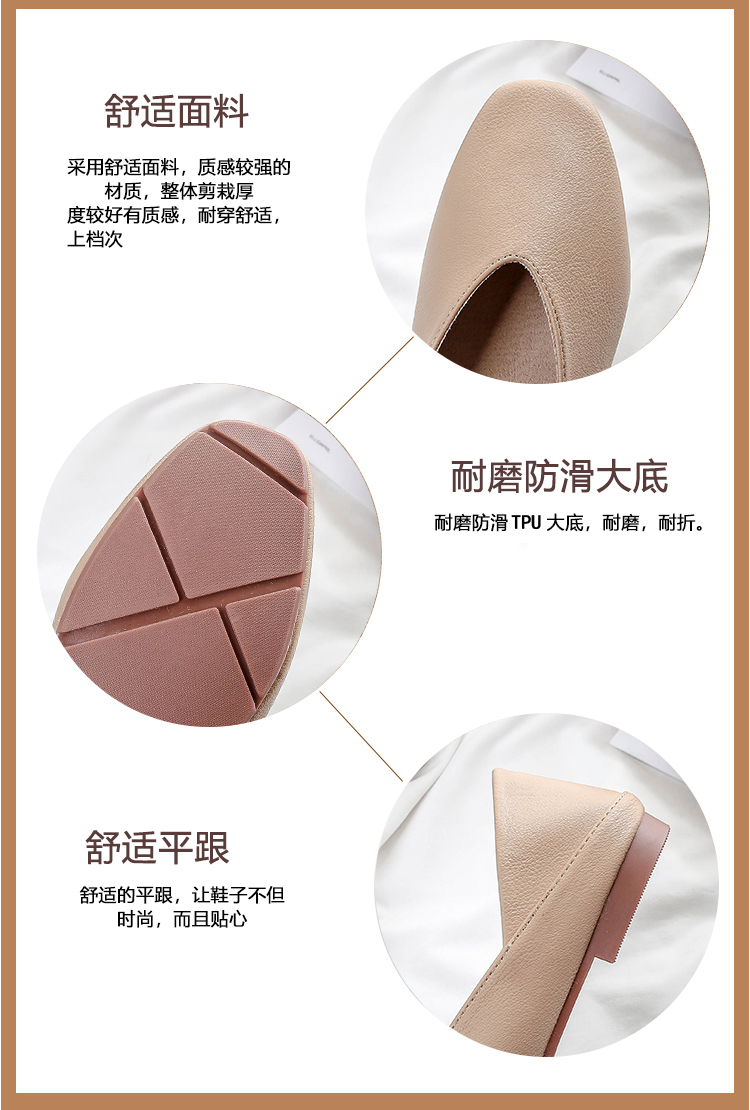 舒适面料
采用舒适面料，质感较强的
材质，整体剪栽厚
度较好有质感，耐穿舒适，
上档次
耐磨防滑大底
耐磨防滑 TPU 大底，耐磨，耐折。
舒适平跟
舒适的平跟，让鞋子不但
时尚，而且贴心